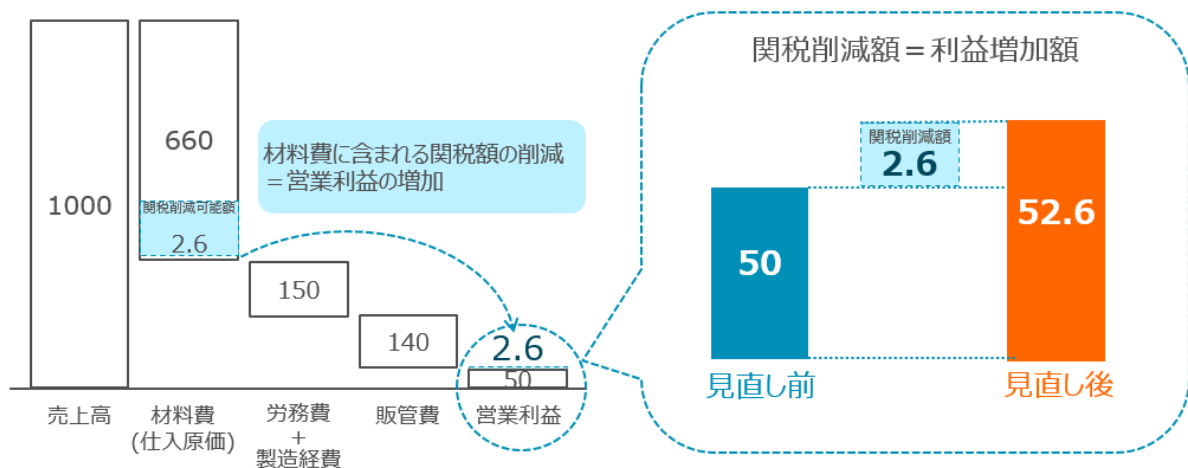 1000
660
関税削減可能額
2.6
材料費に含まれる関税額の削減
＝営業利益の増加
150
140
2.6
50
売上高
材料費
(仕入原価)
労務費
+
製造経費
販管費
営業利益
関税削減額＝利益増加額
関税削減額
2.6
50
52.6
見直し前
見直し後